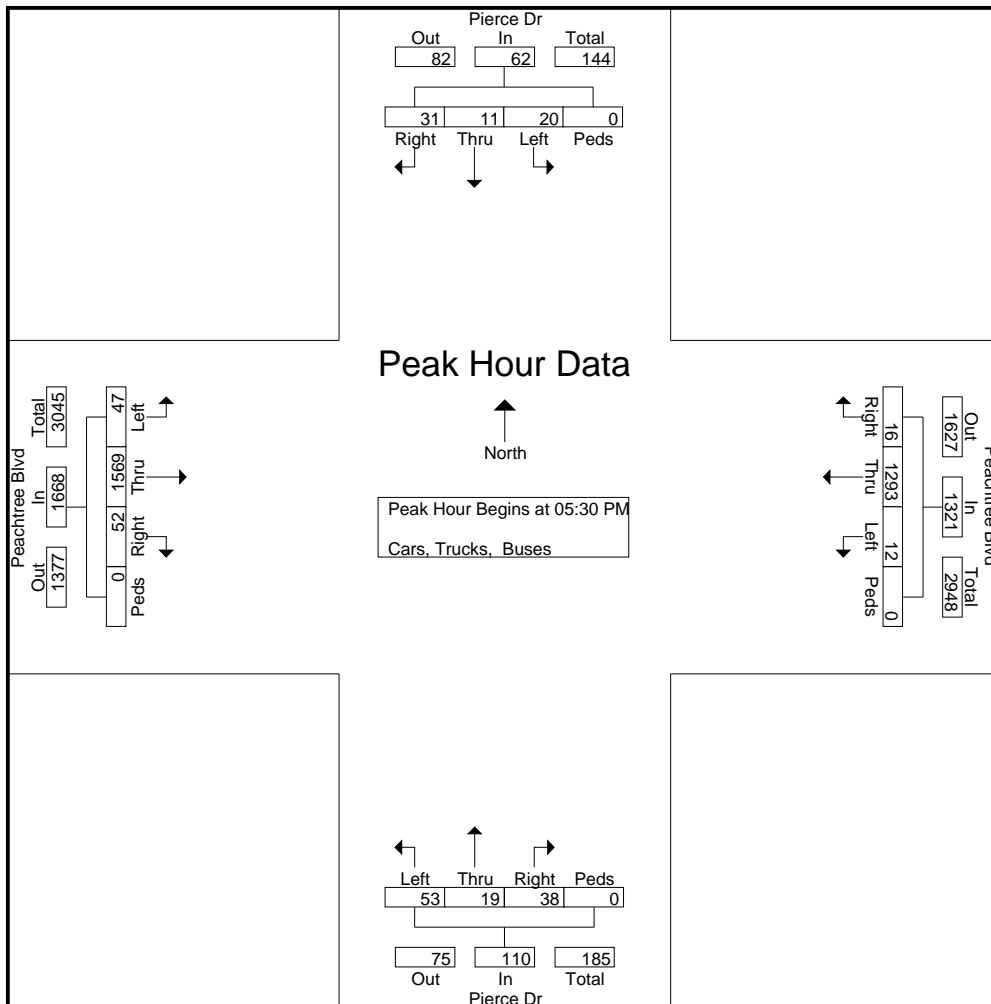 Pierce Dr
Out In Total
82 62 144
31 11 20 0
Right Thru Left Peds
Peak Hour Data
North
Peak Hour Begins at 05:30 PM
Cars, Trucks, Buses
Peachtree Blvd
Total In Out
3045 1668 1377
47 1569 52 0
Left Thru Right Peds
Peachtree Blvd
Out In Total
1627 1321 2948
16 1293 12 0
Right Thru Left Peds
Left Thru Right Peds
53 19 38 0
75 110 185
Out In Total
Pierce Dr